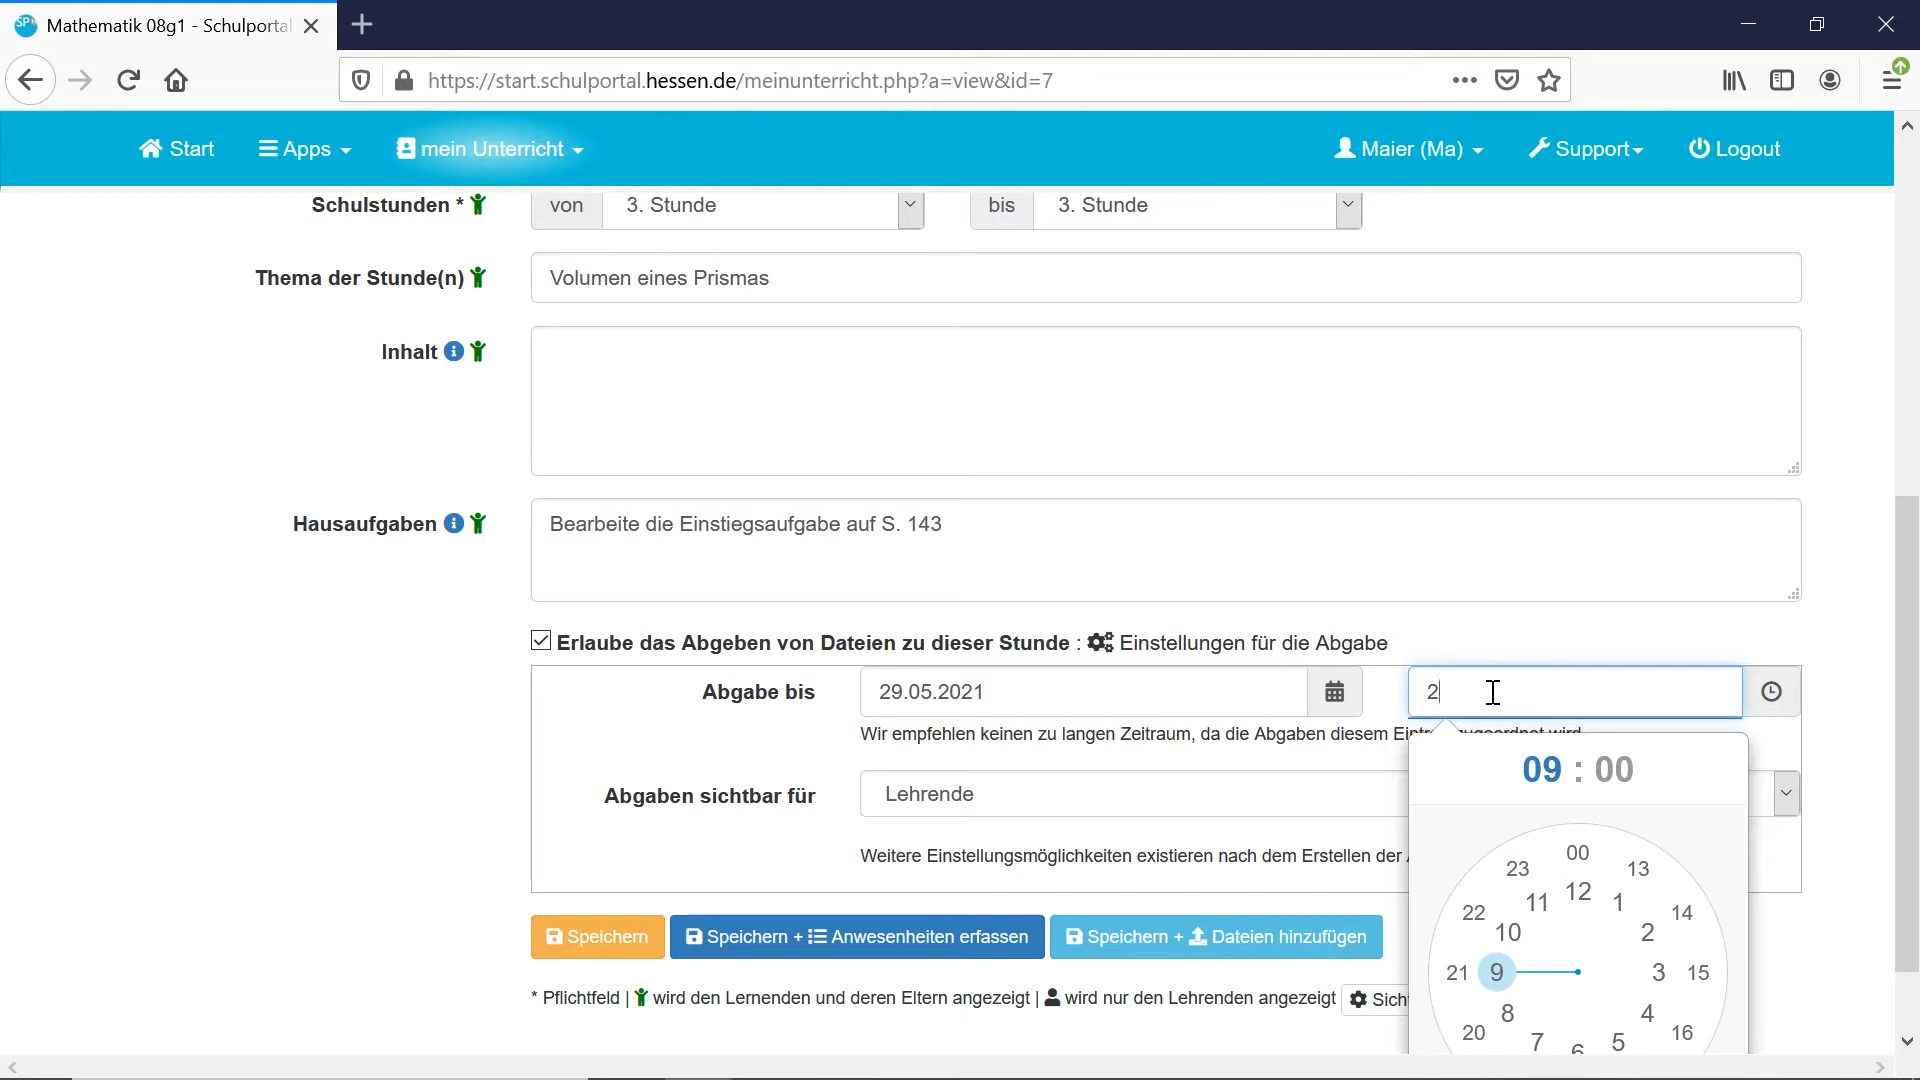 Mathematik 08g1 - Schulportal
https://start.schulportal.hessen.de/meinunterricht.php?a=view&id=7
Start Apps mein Unterricht Maier (Ma) Support Logout
Schulstunden * von 3. Stunde bis 3. Stunde
Thema der Stunde(n) Volumen eines Prismas
Inhalt
Hausaufgaben Bearbeite die Einstiegsaufgabe auf S. 143
Erlaube das Abgeben von Dateien zu dieser Stunde : Einstellungen für die Abgabe
Abgabe bis 29.05.2021 2
Wir empfehlen keinen zu langen Zeitraum, da die Abgaben diesem
09 : 00
Abgaben sichtbar für Lehrende
Weitere Einstellungsmöglichkeiten existieren nach dem Erstellen der
00
23 13
12
11 1
22 14
10 2
21 9 3 15
8 4
20 16
7 5
6
Speichern Speichern + Anwesenheiten erfassen Speichern + Dateien hinzufügen
* Pflichtfeld | wird den Lernenden und deren Eltern angezeigt | wird nur den Lehrenden angezeigt Sich